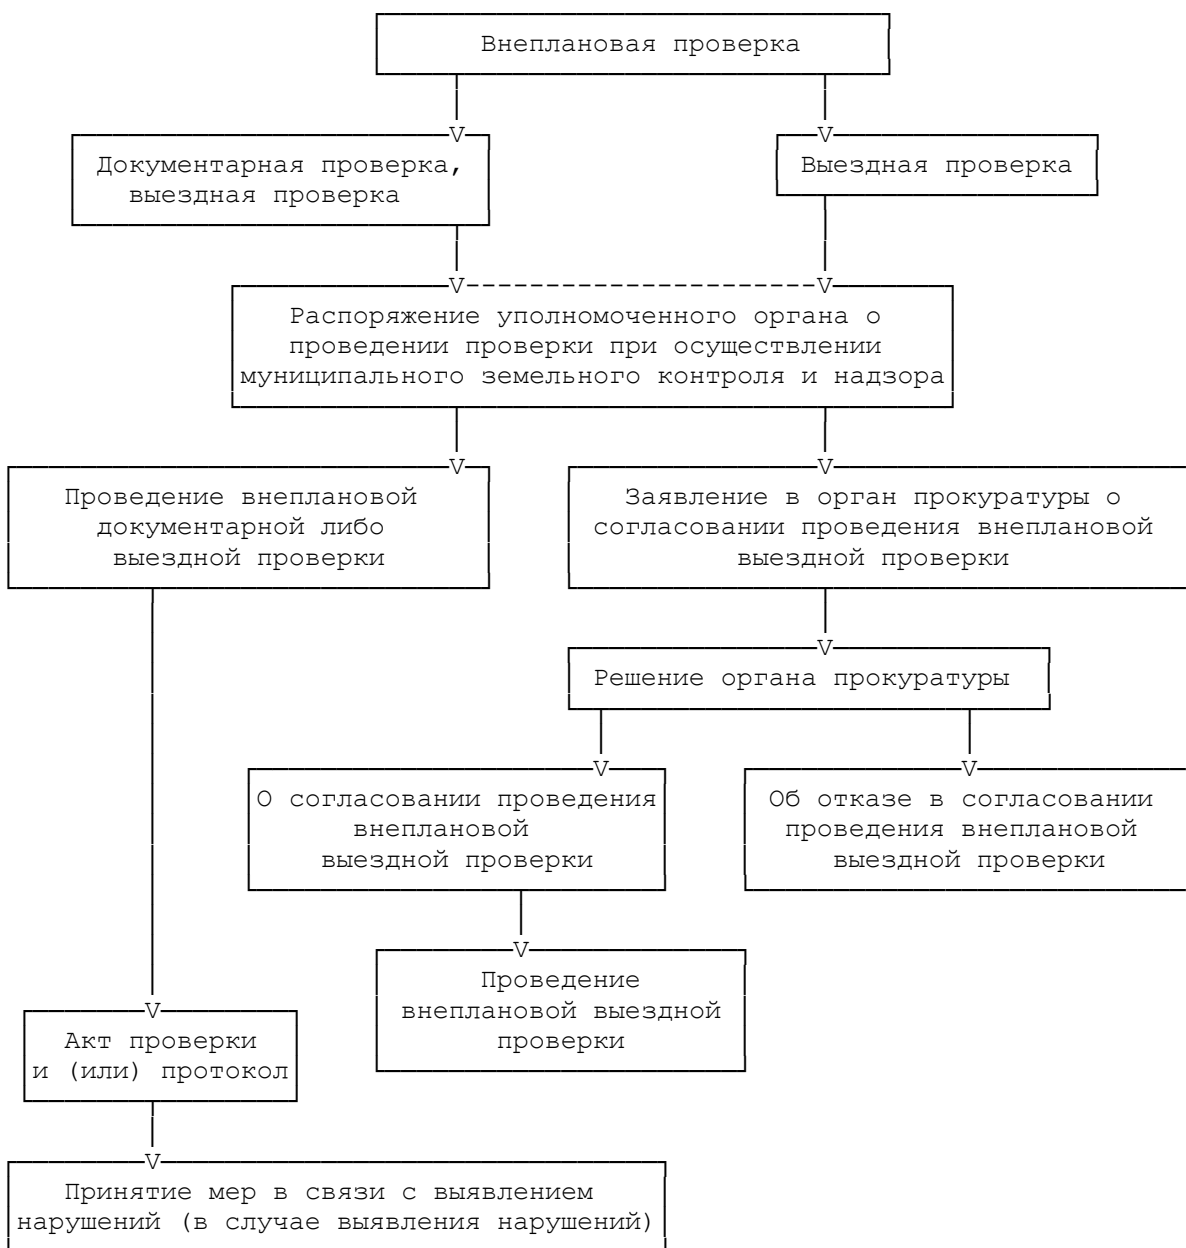 Внеплановая проверка
Документарная проверка,
выездная проверка
Выездная проверка
Распоряжение уполномоченного органа о
проведении проверки при осуществлении
муниципального земельного контроля и надзора
Проведение внеплановой
документарной либо
выездной проверки
Заявление в орган прокуратуры о
согласовании проведения внеплановой
выездной проверки
Решение органа прокуратуры
О согласовании проведения
внеплановой
выездной проверки
Об отказе в согласовании
проведения внеплановой
выездной проверки
Проведение
внеплановой выездной
проверки
Акт проверки
и (или) протокол
Принятие мер в связи с выявлением
нарушений (в случае выявления нарушений)